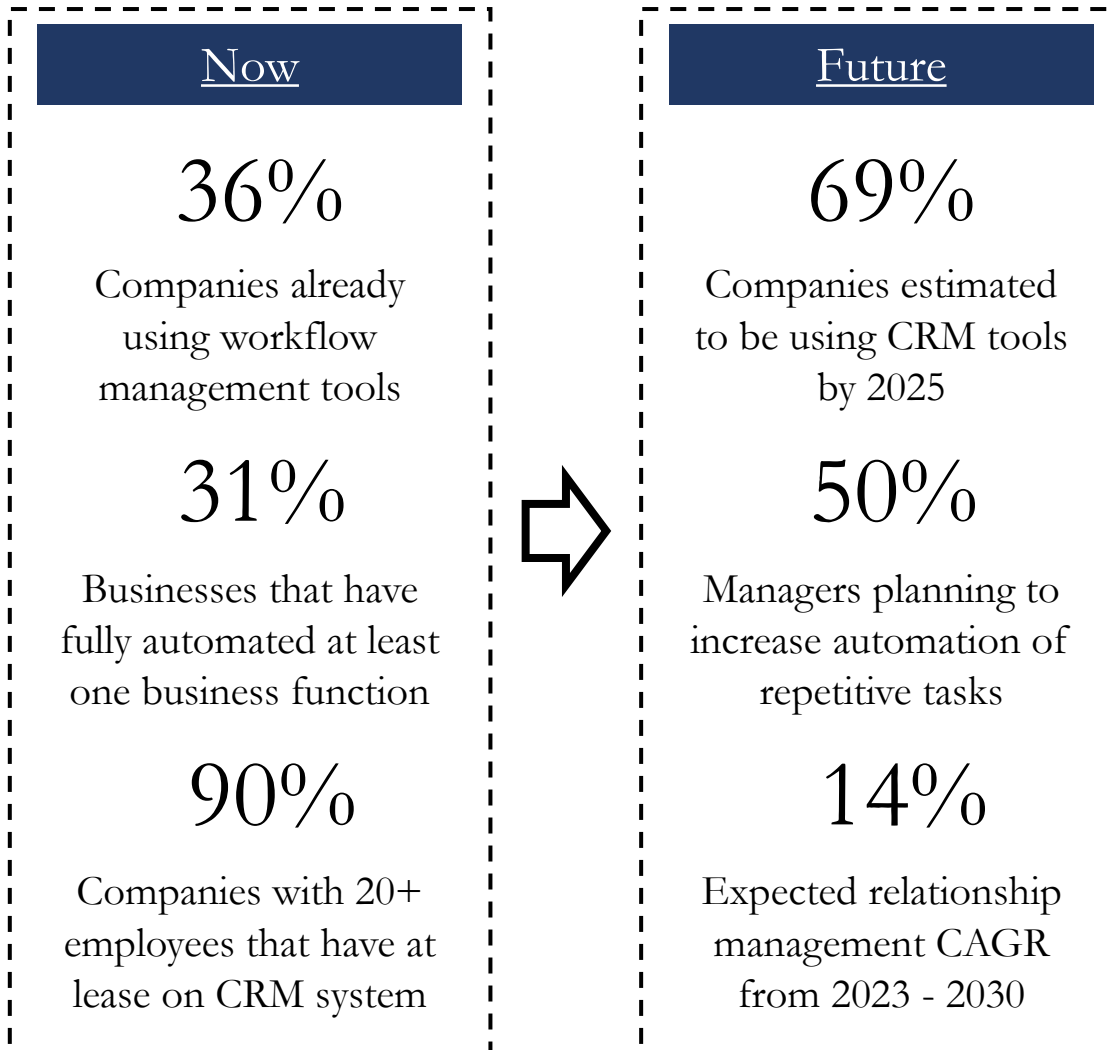 Now
36%
Companies already
using workflow
management tools
31%
Businesses that have
fully automated at least
one business function
90%
Companies with 20+
employees that have at
lease on CRM system
Future
69%
Companies estimated
to be using CRM tools
by 2025
50%
Managers planning to
increase automation of
repetitive tasks
14%
Expected relationship
management CAGR
from 2023 - 2030